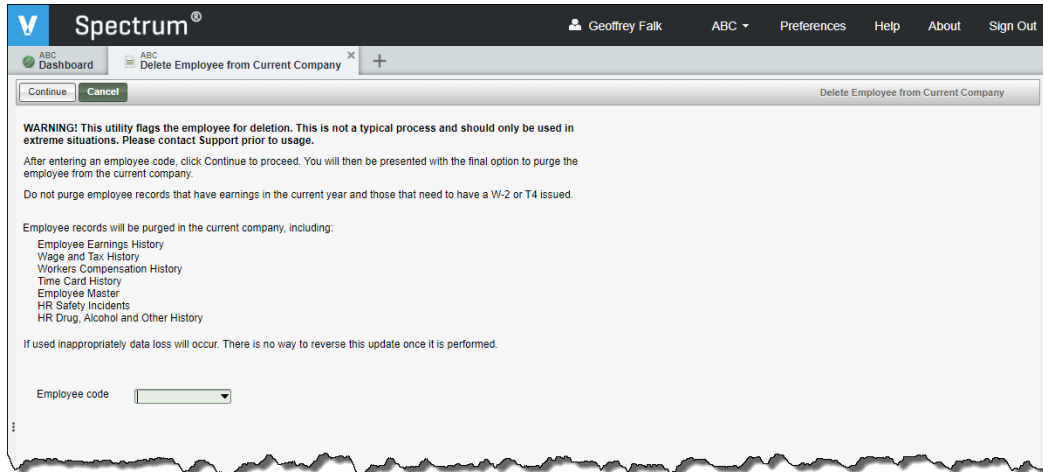 V Spectrum® Geoffrey Falk ABC Preferences Help About Sign Out
ABC
Dashboard
ABC
Delete Employee from Current Company
Continue Cancel Delete Employee from Current Company
WARNING! This utility flags the employee for deletion. This is not a typical process and should only be used in
extreme situations. Please contact Support prior to usage.
After entering an employee code, click Continue to proceed. You will then be presented with the final option to purge the
employee from the current company.
Do not purge employee records that have earnings in the current year and those that need to have a W-2 or T4 issued.
Employee records will be purged in the current company, including:
Employee Earnings History
Wage and Tax History
Workers Compensation History
Time Card History
Employee Master
HR Safety Incidents
HR Drug, Alcohol and Other History
If used inappropriately data loss will occur. There is no way to reverse this update once it is performed.
Employee code